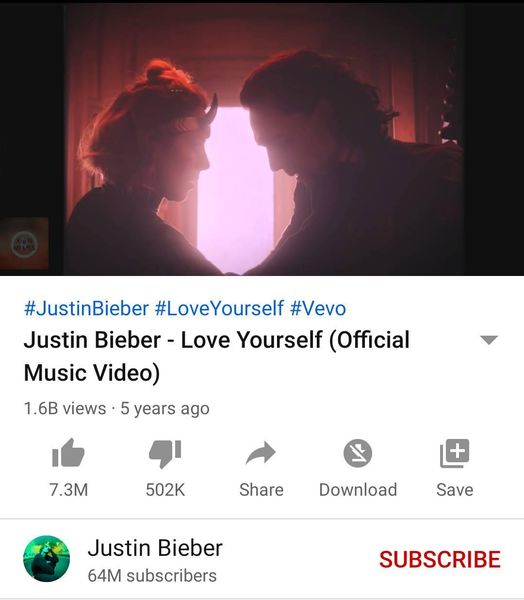 #JustinBieber #LoveYourself #Vevo
Justin Bieber - Love Yourself (Official
Music Video)
1.6B views · 5 years ago
7.3M
502K
Share
Download
Save
Justin Bieber
64M subscribers
SUBSCRIBE